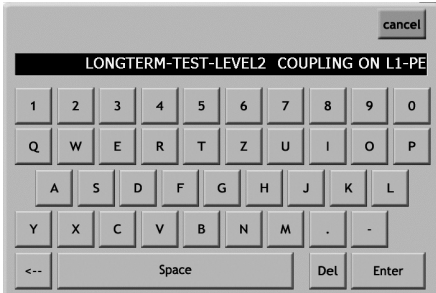 cancel
LONGTERM-TEST-LEVEL2 COUPLING ON L1-PE
1 2 3 4 5 6 7 8 9 0
Q W E R T Z U I O P
A S D F G H J K L
Y X C V B N M . -
<-- Space Del Enter